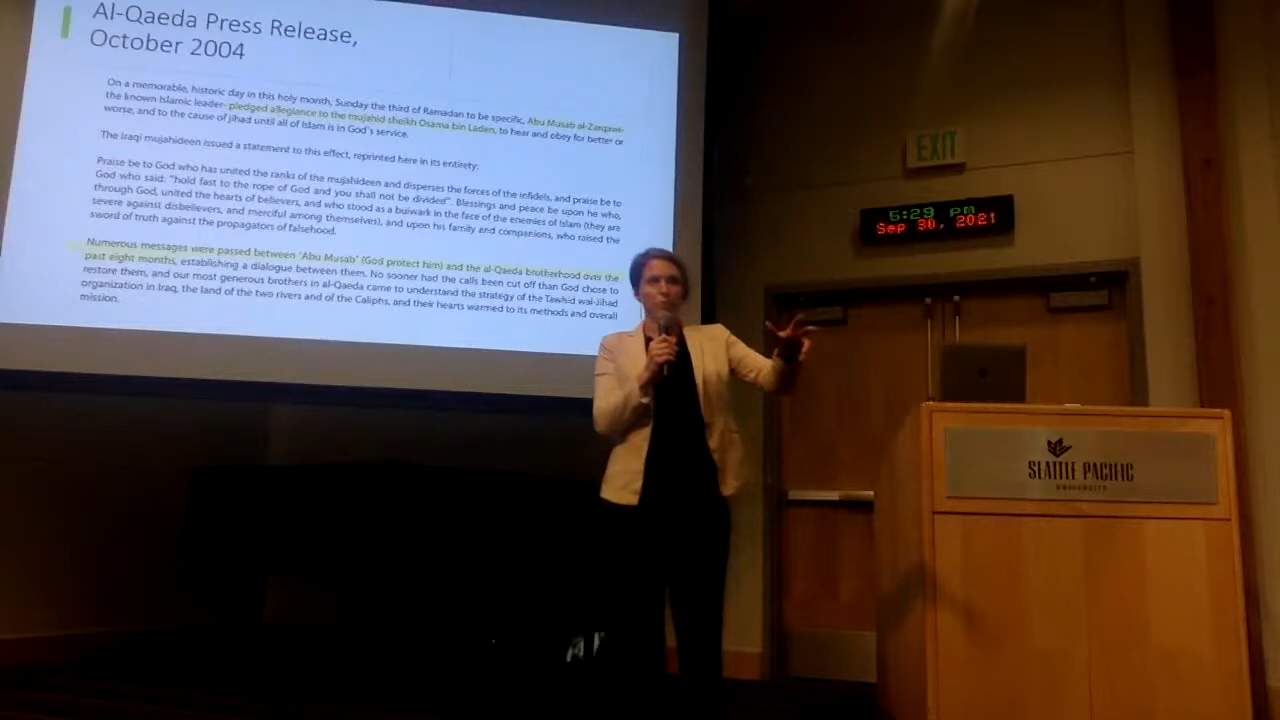 Al-Qaeda Press Release,
October 2004
On a memorable, historic day in this holy month, Sunday the third of Ramadan to be specific, Abu Musab al-Zarqawi-
the known Islamic leader- pledged allegiance to the mujahid sheikh Osama bin Laden, to hear and obey for better or
worse, and to the cause of jihad until all of Islam is in God's service.
The Iraqi mujahideen issued a statement to this effect, reprinted here in its entirety:
Praise be to God who has united the ranks of the mujahideen and disperses the forces of the infidels, and praise be to
God who said: "hold fast to the rope of God and you shall not be divided". Blessings and peace be upon he who,
through God, united the hearts of believers, and who stood as a bulwark in the face of the enemies of Islam (they are
severe against disbelievers, and merciful among themselves), and upon his family and companions, who raised the
sword of truth against the propagators of falsehood.
Numerous messages were passed between 'Abu Musab' (God protect him) and the al-Qaeda brotherhood over the
past eight months, establishing a dialogue between them. No sooner had the calls been cut off than God chose to
restore them, and our most generous brothers in al-Qaeda came to understand the strategy of the Tawhid wal-Jihad
organization in Iraq, the land of the two rivers and of the Caliphs, and their hearts warmed to its methods and overall
mission.
EXIT
5:29 pm
Sep 30, 2021
SEATTLE PACIFIC
UNIVERSITY